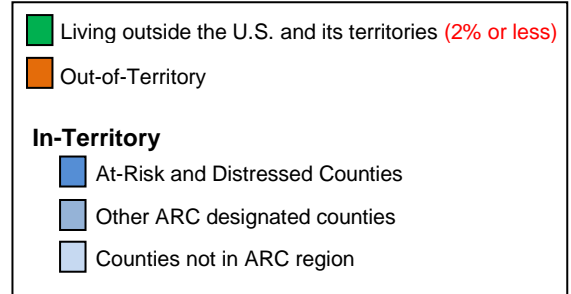 Living outside the U.S. and its territories (2% or less)
Out-of-Territory
In-Territory
At-Risk and Distressed Counties
Other ARC designated counties
Counties not in ARC region